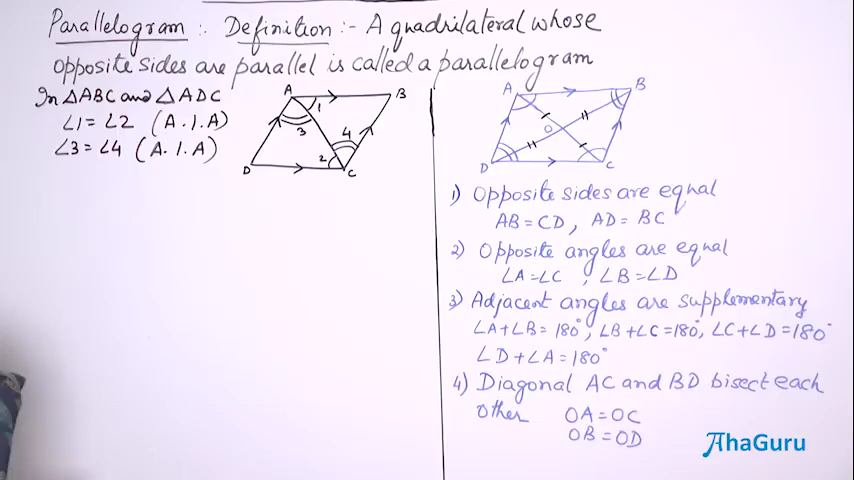 Parallelogram :. Definition :- A quadrilateral whose
opposite sides are parallel is called a parallelogram
In △ABC and △ADC
∠1 = ∠2 (A.I.A)
∠3 = ∠4 (A.I.A)
A
B
1
3
4
2
D
C
A
B
O
D
C
1) Opposite sides are equal
AB = CD, AD = BC
2) Opposite angles are equal
∠A = ∠C , ∠B = ∠D
3) Adjacent angles are supplementary
∠A + ∠B = 180°, ∠B + ∠C = 180°, ∠C + ∠D = 180°
∠D + ∠A = 180°
4) Diagonal AC and BD bisect each
other OA = OC
OB = OD
AhaGuru